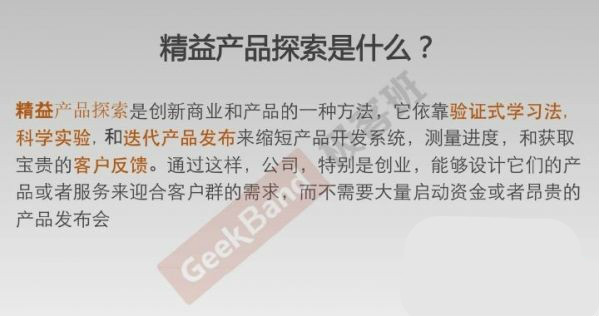 精益产品探索是什么？
精益产品探索是创新商业和产品的一种方法，它依靠验证式学习法，
科学实验，和迭代产品发布来缩短产品开发系统，测量进度，和获取
宝贵的客户反馈。通过这样，公司，特别是创业，能够设计它们的产
品或者服务来迎合客户群的需求，而不需要大量启动资金或者昂贵的
产品发布会
GeekBand 极客班